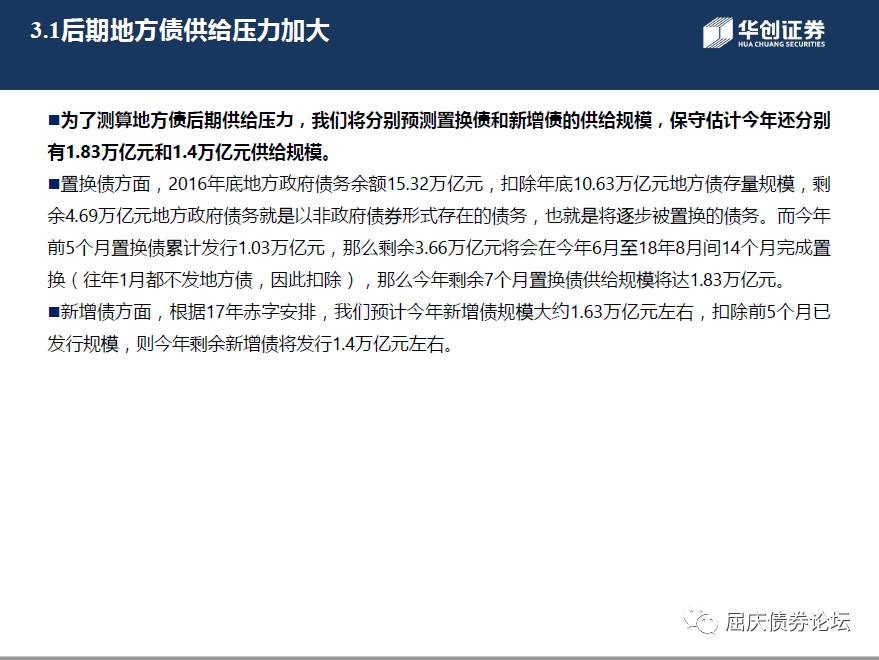 3.1后期地方债供给压力加大
华创证券
HUA CHUANG SECURITIES
■为了测算地方债后期供给压力，我们将分别预测置换债和新增债的供给规模，保守估计今年还分别
有1.83万亿元和1.4万亿元供给规模。
■置换债方面，2016年底地方政府债务余额15.32万亿元，扣除年底10.63万亿元地方债存量规模，剩
余4.69万亿元地方政府债务就是以非政府债券形式存在的债务，也就是将逐步被置换的债务。而今年
前5个月置换债累计发行1.03万亿元，那么剩余3.66万亿元将会在今年6月至18年8月间14个月完成置
换（往年1月都不发地方债，因此扣除），那么今年剩余7个月置换债供给规模将达1.83万亿元。
■新增债方面，根据17年赤字安排，我们预计今年新增债规模大约1.63万亿元左右，扣除前5个月已
发行规模，则今年剩余新增债将发行1.4万亿元左右。
屈庆债券论坛